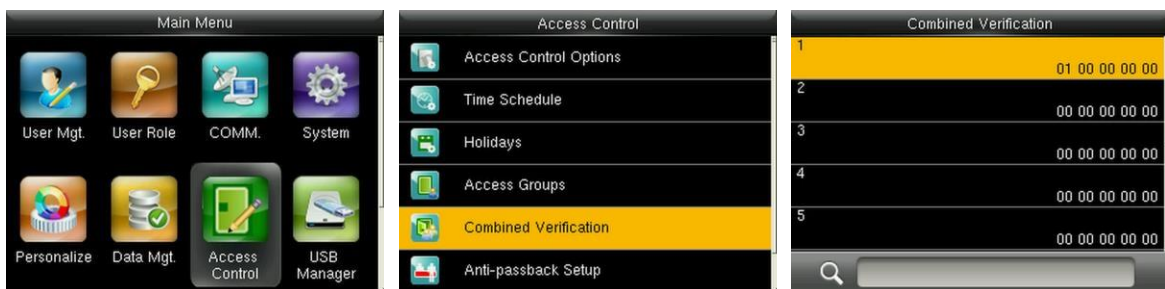 Main Menu
User Mgt.
User Role
COMM.
System
Personalize
Data Mgt.
Access Control
USB Manager
Access Control
Access Control Options
Time Schedule
Holidays
Access Groups
Combined Verification
Anti-passback Setup
Combined Verification
1
01 00 00 00 00
2
00 00 00 00 00
3
00 00 00 00 00
4
00 00 00 00 00
5
00 00 00 00 00